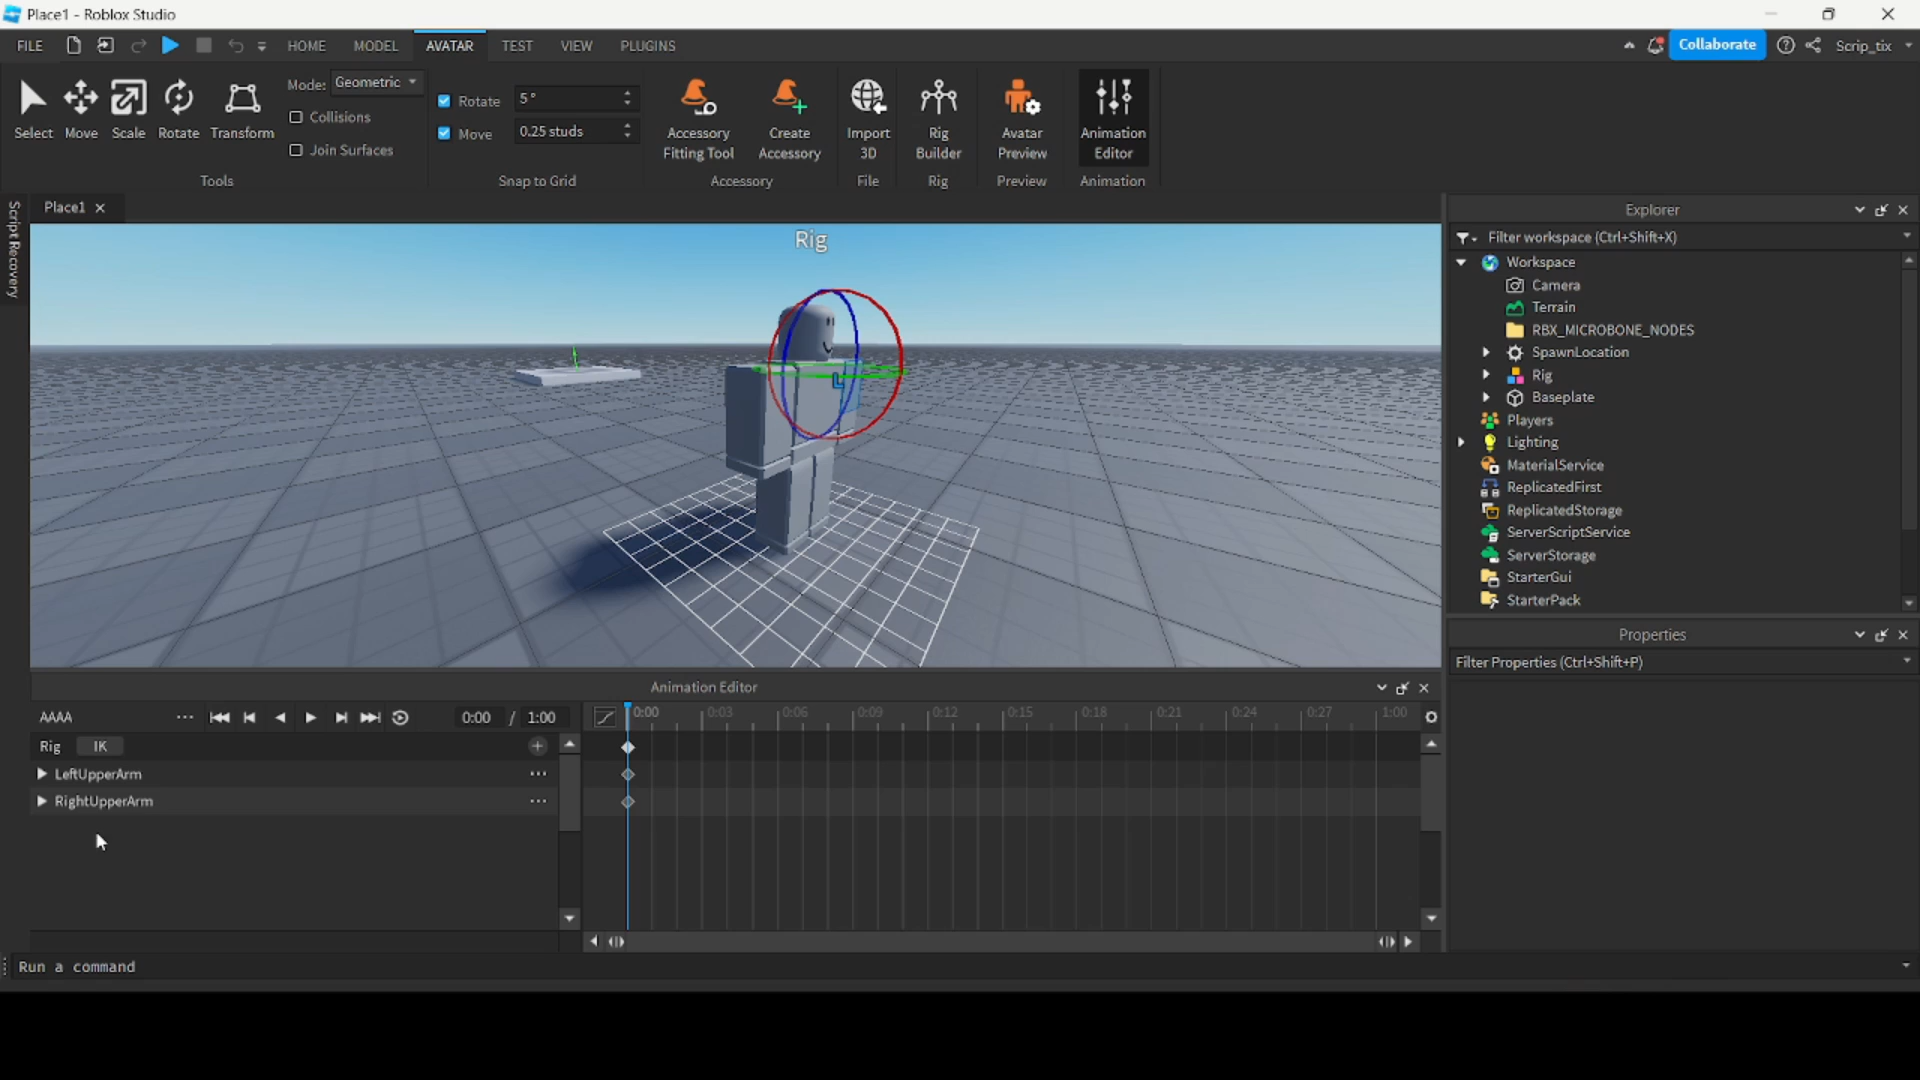 Place1 - Roblox Studio
FILE HOME MODEL AVATAR TEST VIEW PLUGINS Collaborate Scrip_tix
Select Move Scale Rotate Transform
Mode: Geometric
Collisions
Join Surfaces
Tools
Rotate 5 °
Move 0.25 studs
Snap to Grid
Accessory Fitting Tool
Create Accessory
Accessory
Import 3D
File
Rig Builder
Rig
Avatar Preview
Preview
Animation Editor
Animation
Script Recovery
Place1
Rig
L
Explorer
Filter workspace (Ctrl+Shift+X)
Workspace
Camera
Terrain
RBX_MICROBONE_NODES
SpawnLocation
Rig
Baseplate
Players
Lighting
MaterialService
ReplicatedFirst
ReplicatedStorage
ServerScriptService
ServerStorage
StarterGui
StarterPack
Properties
Filter Properties (Ctrl+Shift+P)
Animation Editor
AAAA 0:00 / 1:00 0:00 0:03 0:06 0:09 0:12 0:15 0:18 0:21 0:24 0:27 1:00
Rig IK
LeftUpperArm
RightUpperArm
Run a command